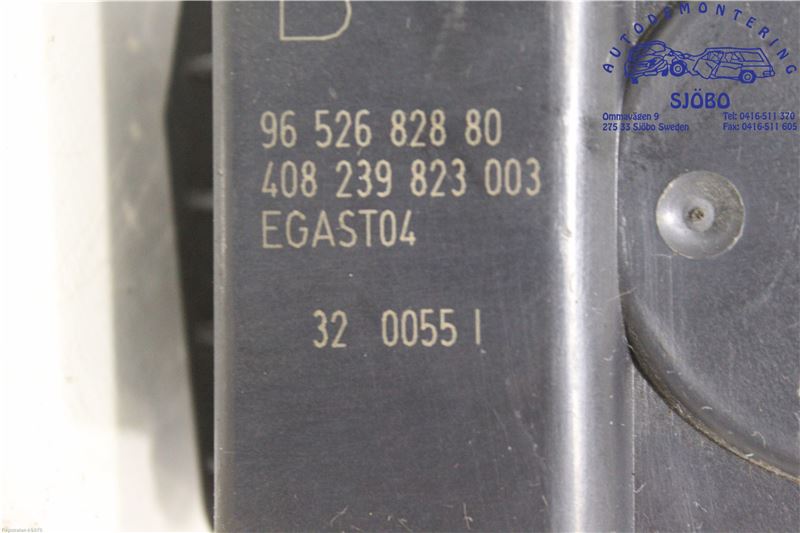 AUTODEMONTERING
SJÖBO
Ommavägen 9
275 33 Sjöbo Sweden
Tel: 0416-511 370
Fax: 0416-511 605
96 526 828 80
408 239 823 003
EGAST04
32 0055 1